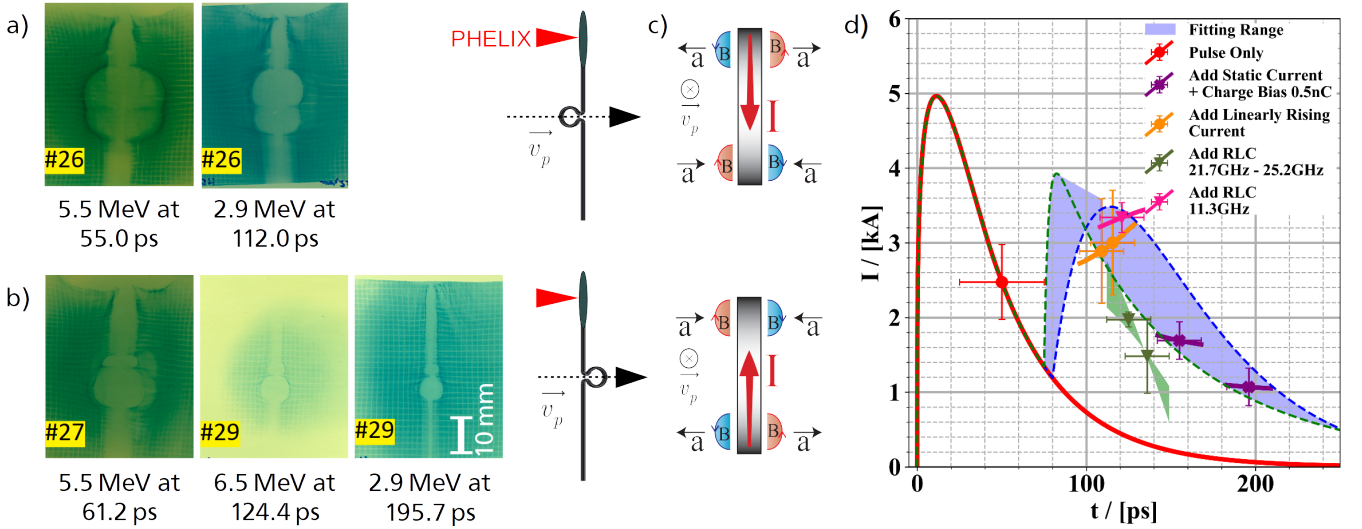 a)
#26
#26
5.5 MeV at
55.0 ps
2.9 MeV at
112.0 ps
PHELIX
v_p
c)
B
B
a
a
⊗
v_p
I
B
B
a
a
b)
#27
#29
#29
10 mm
5.5 MeV at
61.2 ps
6.5 MeV at
124.4 ps
2.9 MeV at
195.7 ps
v_p
B
B
a
a
⊗
v_p
I
B
B
a
a
d)
Fitting Range
Pulse Only
Add Static Current
+ Charge Bias 0.5nC
Add Linearly Rising
Current
Add RLC
21.7GHz - 25.2GHz
Add RLC
11.3GHz
I / [kA]
6
5
4
3
2
1
0
0
100
200
t / [ps]